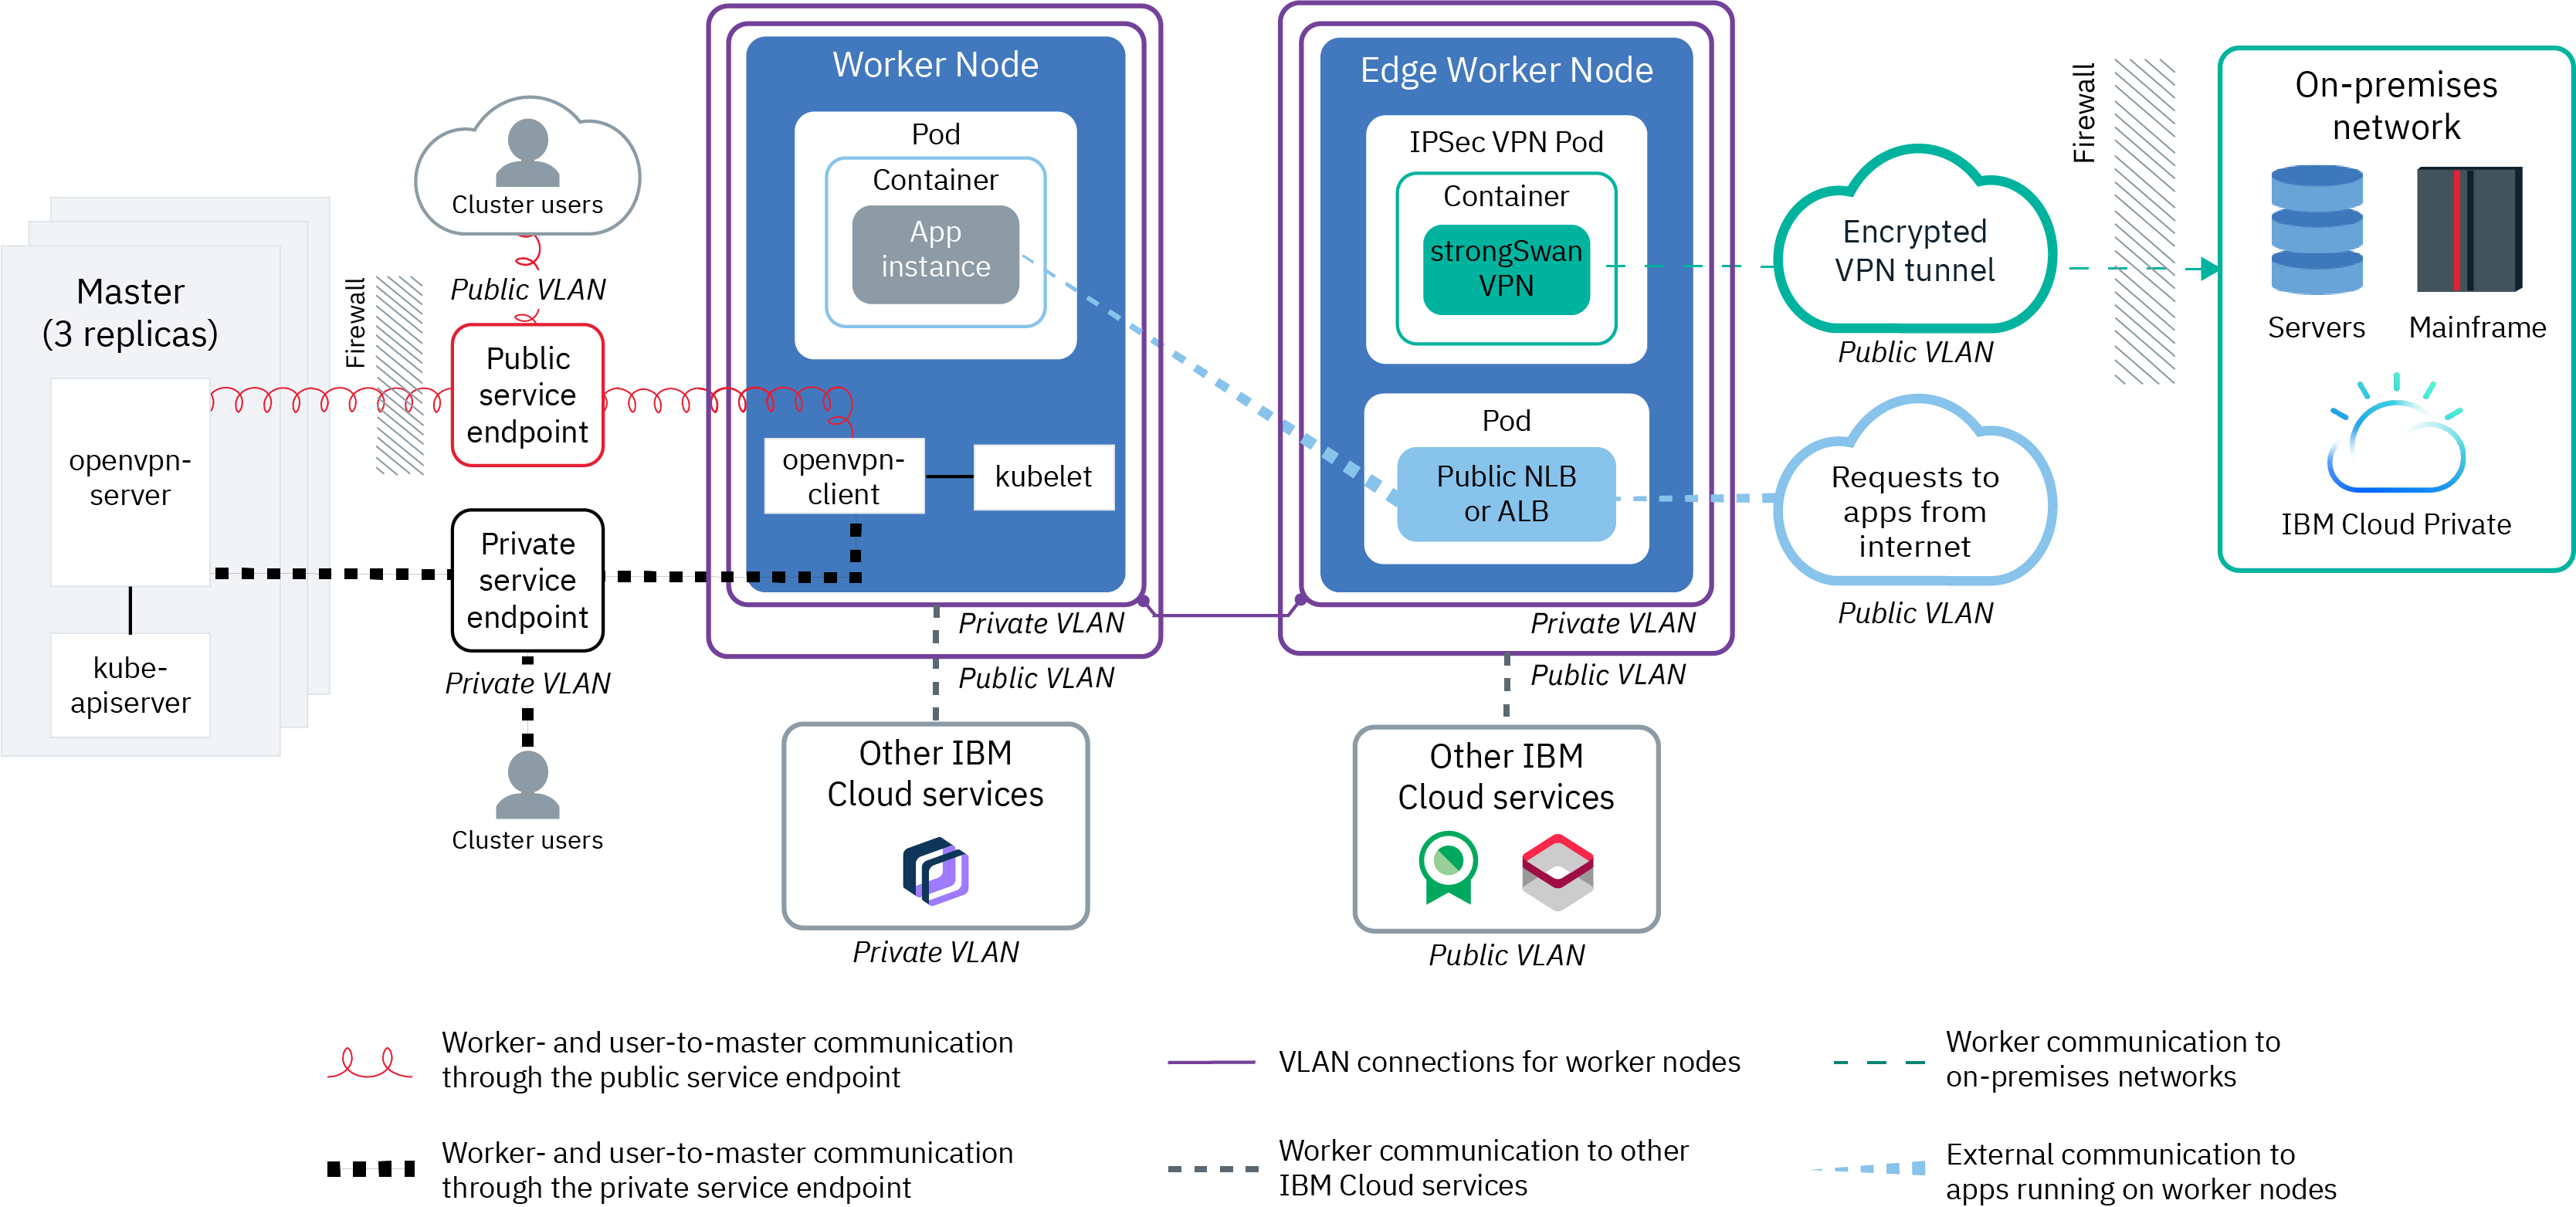 Master
(3 replicas)
openvpn-
server
kube-
apiserver
Firewall
Cluster users
Public VLAN
Public
service
endpoint
Private
service
endpoint
Private VLAN
Cluster users
Worker Node
Pod
Container
App
instance
openvpn-
client
kubelet
Private VLAN
Public VLAN
Other IBM
Cloud services
Private VLAN
Edge Worker Node
IPSec VPN Pod
Container
strongSwan
VPN
Pod
Public NLB
or ALB
Private VLAN
Public VLAN
Other IBM
Cloud services
Public VLAN
Encrypted
VPN tunnel
Public VLAN
Requests to
apps from
internet
Public VLAN
Firewall
On-premises
network
Servers
Mainframe
IBM Cloud Private
Worker- and user-to-master communication
through the public service endpoint
Worker- and user-to-master communication
through the private service endpoint
VLAN connections for worker nodes
Worker communication to other
IBM Cloud services
Worker communication to
on-premises networks
External communication to
apps running on worker nodes